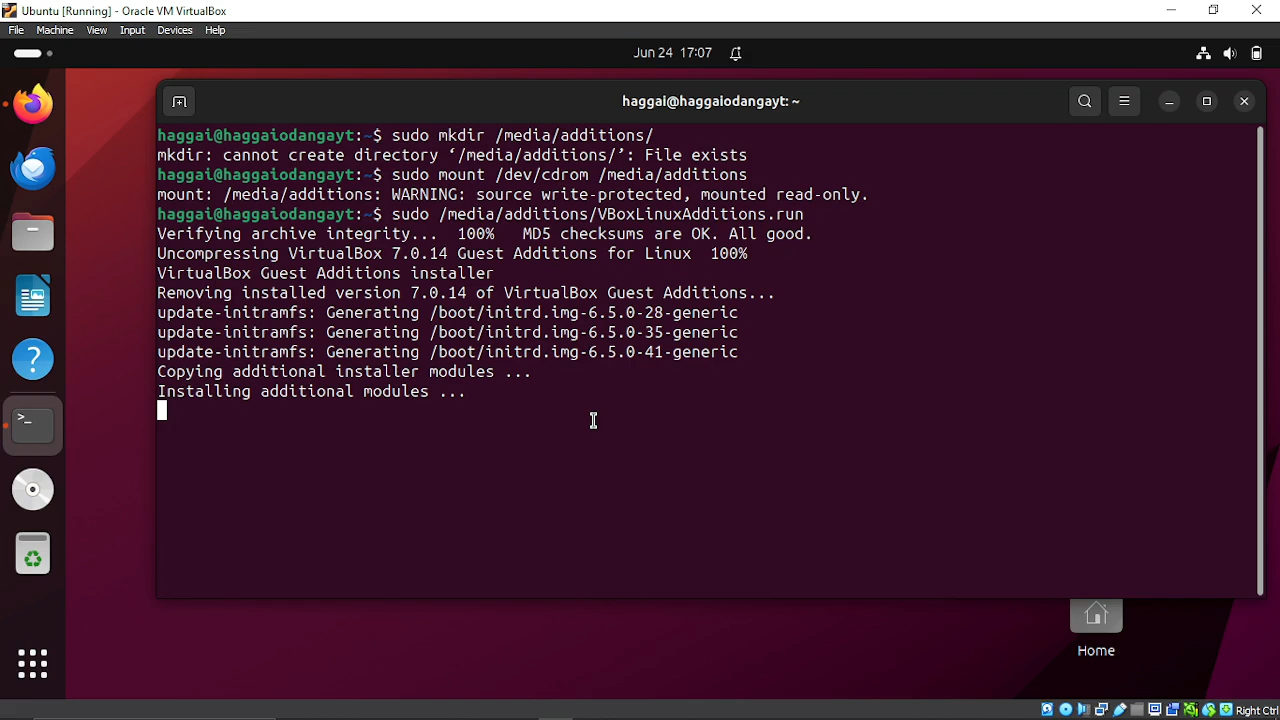 Ubuntu [Running] - Oracle VM VirtualBox
File Machine View Input Devices Help
Jun 24 17:07
haggai@haggaiodangayt: ~
haggai@haggaiodangayt:~$ sudo mkdir /media/additions/
mkdir: cannot create directory ‘/media/additions/’: File exists
haggai@haggaiodangayt:~$ sudo mount /dev/cdrom /media/additions
mount: /media/additions: WARNING: source write-protected, mounted read-only.
haggai@haggaiodangayt:~$ sudo /media/additions/VBoxLinuxAdditions.run
Verifying archive integrity...  100%   MD5 checksums are OK. All good.
Uncompressing VirtualBox 7.0.14 Guest Additions for Linux  100%
VirtualBox Guest Additions installer
Removing installed version 7.0.14 of VirtualBox Guest Additions...
update-initramfs: Generating /boot/initrd.img-6.5.0-28-generic
update-initramfs: Generating /boot/initrd.img-6.5.0-35-generic
update-initramfs: Generating /boot/initrd.img-6.5.0-41-generic
Copying additional installer modules ...
Installing additional modules ...
Home
Right Ctrl